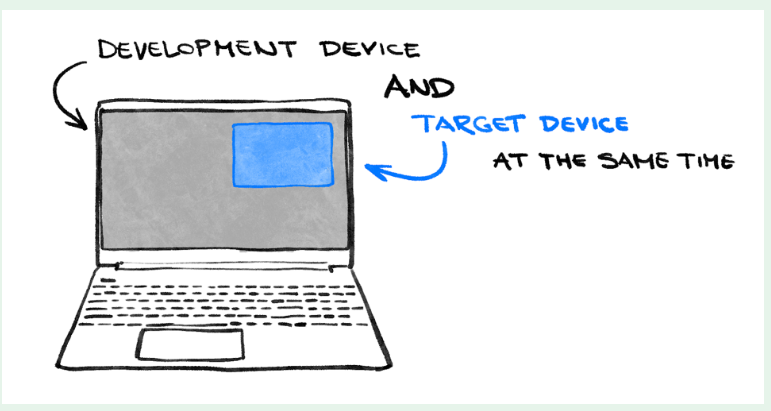 DEVELOPMENT DEVICE
AND
TARGET DEVICE
AT THE SAME TIME